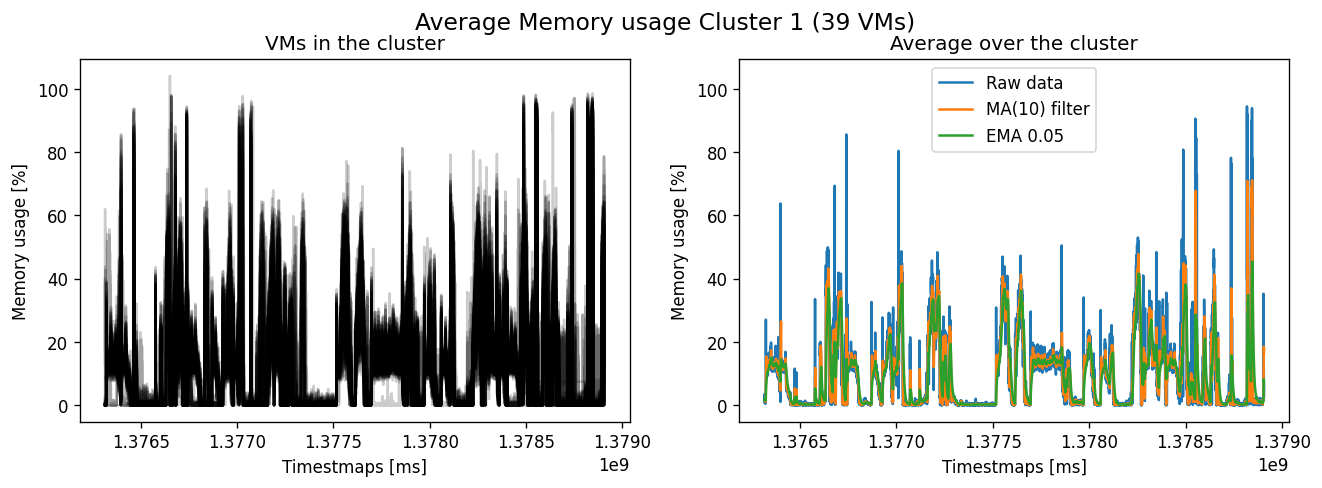 Average Memory usage Cluster 1 (39 VMs)
VMs in the cluster
Memory usage [%]
100
80
60
40
20
0
1.3765 1.3770 1.3775 1.3780 1.3785 1.3790
1e9
Timestmaps [ms]
Average over the cluster
Memory usage [%]
100
80
60
40
20
0
Raw data
MA(10) filter
EMA 0.05
1.3765 1.3770 1.3775 1.3780 1.3785 1.3790
1e9
Timestmaps [ms]